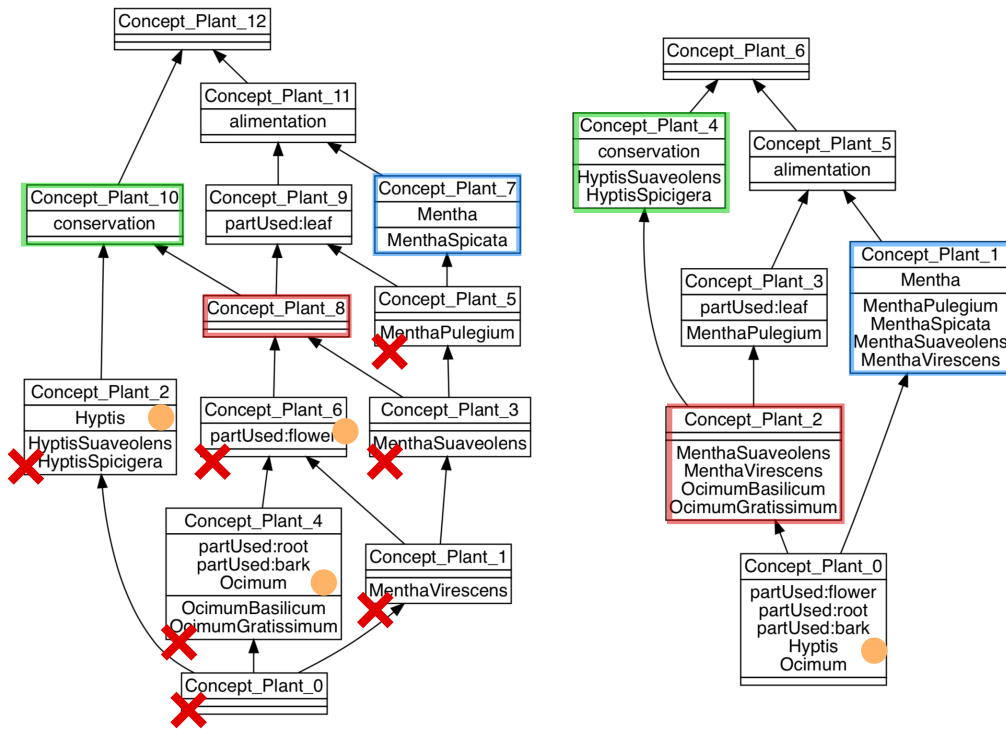 Concept_Plant_12
Concept_Plant_11
alimentation
Concept_Plant_10
conservation
Concept_Plant_9
partUsed:leaf
Concept_Plant_7
Mentha
MenthaSpicata
Concept_Plant_8
Concept_Plant_5
MenthaPulegium
Concept_Plant_2
Hyptis
HyptisSuaveolens
HyptisSpicigera
Concept_Plant_6
partUsed:flower
Concept_Plant_3
MenthaSuaveolens
Concept_Plant_4
partUsed:root
partUsed:bark
Ocimum
OcimumBasilicum
OcimumGratissimum
Concept_Plant_1
MenthaVirescens
Concept_Plant_0
Concept_Plant_6
Concept_Plant_4
conservation
HyptisSuaveolens
HyptisSpicigera
Concept_Plant_5
alimentation
Concept_Plant_3
partUsed:leaf
MenthaPulegium
Concept_Plant_1
Mentha
MenthaPulegium
MenthaSpicata
MenthaSuaveolens
MenthaVirescens
Concept_Plant_2
MenthaSuaveolens
MenthaVirescens
OcimumBasilicum
OcimumGratissimum
Concept_Plant_0
partUsed:flower
partUsed:root
partUsed:bark
Hyptis
Ocimum